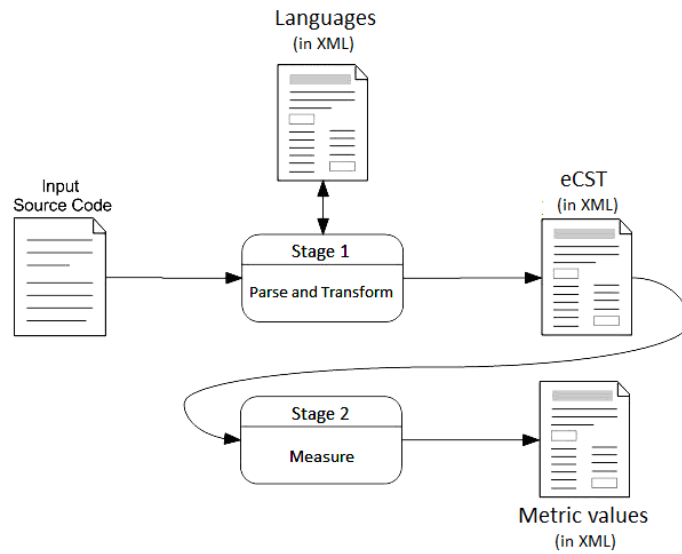 Languages
(in XML)
Input
Source Code
eCST
(in XML)
Stage 1
Parse and Transform
Stage 2
Measure
Metric values
(in XML)